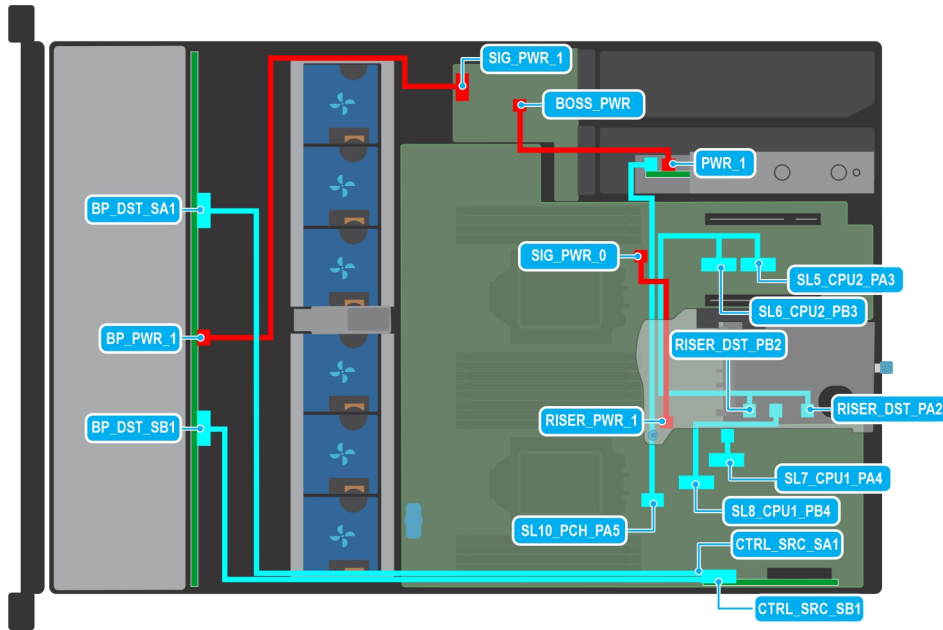 SIG_PWR_1
BOSS_PWR
PWR_1
BP_DST_SA1
SIG_PWR_0
SL5_CPU2_PA3
SL6_CPU2_PB3
BP_PWR_1
RISER_DST_PB2
RISER_DST_PA2
BP_DST_SB1
RISER_PWR_1
SL7_CPU1_PA4
SL8_CPU1_PB4
SL10_PCH_PA5
CTRL_SRC_SA1
CTRL_SRC_SB1